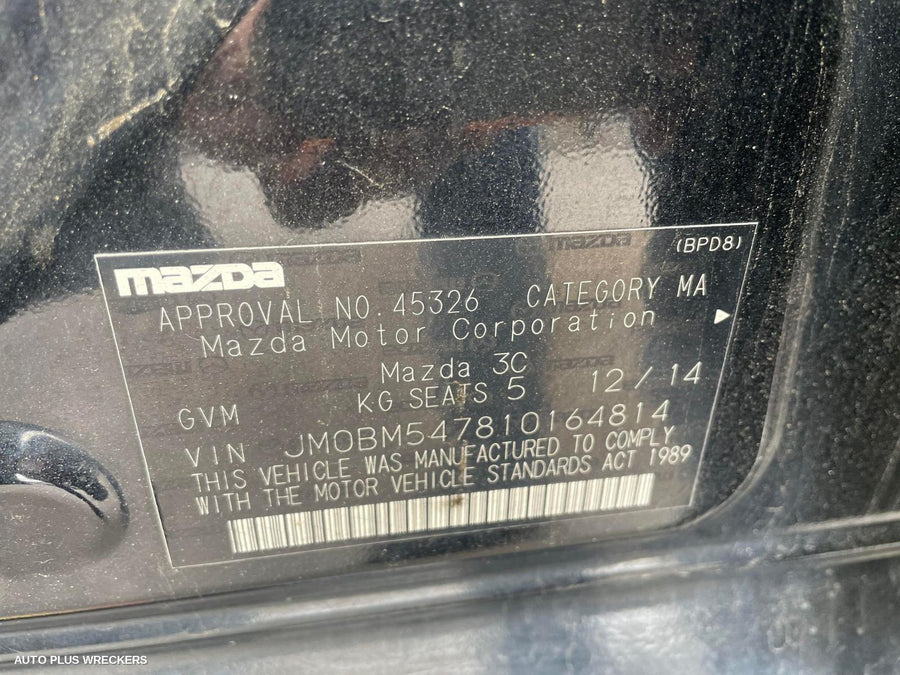 mazda (BPD8)
APPROVAL NO.45326 CATEGORY MA
Mazda Motor Corporation
Mazda 3C
GVM KG SEATS 5 12/14
VIN JM0BM547810164814
THIS VEHICLE WAS MANUFACTURED TO COMPLY
WITH THE MOTOR VEHICLE STANDARDS ACT 1989
AUTO PLUS WRECKERS